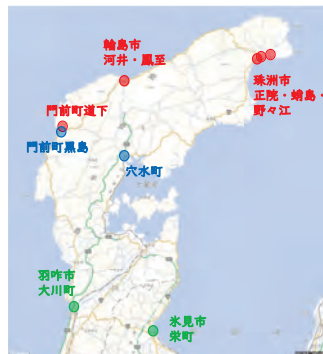 輪島市
河井・鳳至
珠洲市
正院・蛸島・
野々江
門前町道下
門前町黒島
穴水町
羽咋市
大川町
氷見市
栄町